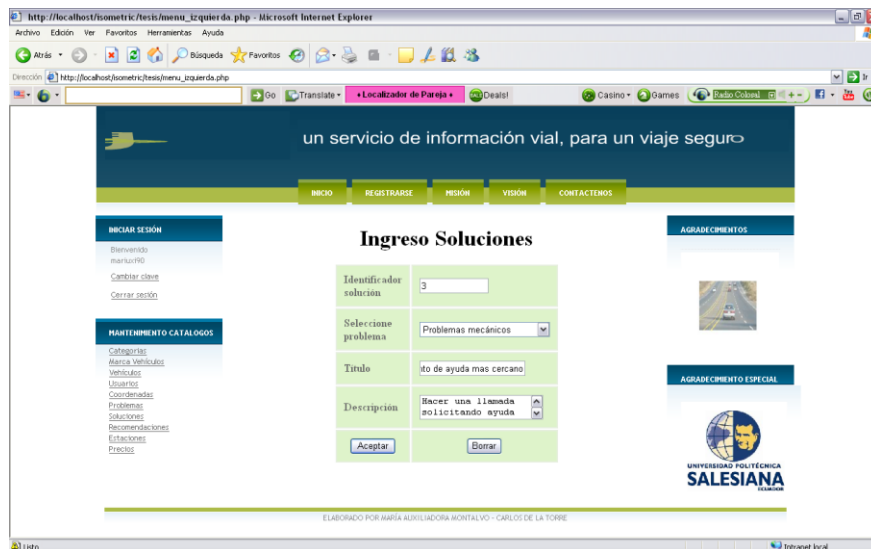 http://localhost/isometric/tesis/menu_izquierda.php - Microsoft Internet Explorer
Archivo Edición Ver Favoritos Herramientas Ayuda
Atrás Búsqueda Favoritos
Dirección http://localhost/isometric/tesis/menu_izquierda.php Ir
Go Translate Localizador de Pareja Deals! Casino Games Radio Colosal
un servicio de información vial, para un viaje seguro
INICIO REGISTRARSE MISIÓN VISIÓN CONTACTENOS
INICIAR SESIÓN
Bienvenido
mariuxi90
Cambiar clave
Cerrar sesión
MANTENIMIENTO CATALOGOS
Categorias
Marca Vehículos
Vehículos
Usuarios
Coordenadas
Problemas
Soluciones
Recomendaciones
Estaciones
Precios
Ingreso Soluciones
Identificador
solución
3
Seleccione
problema
Problemas mecánicos
Titulo
nto de ayuda mas cercano
Descripción
Hacer una llamada
solicitando ayuda
Aceptar Borrar
AGRADECIMIENTOS
AGRADECIMIENTO ESPECIAL
UNIVERSIDAD POLITÉCNICA
SALESIANA
ECUADOR
ELABORADO POR MARÍA AUXILIADORA MONTALVO - CARLOS DE LA TORRE
Listo Intranet local